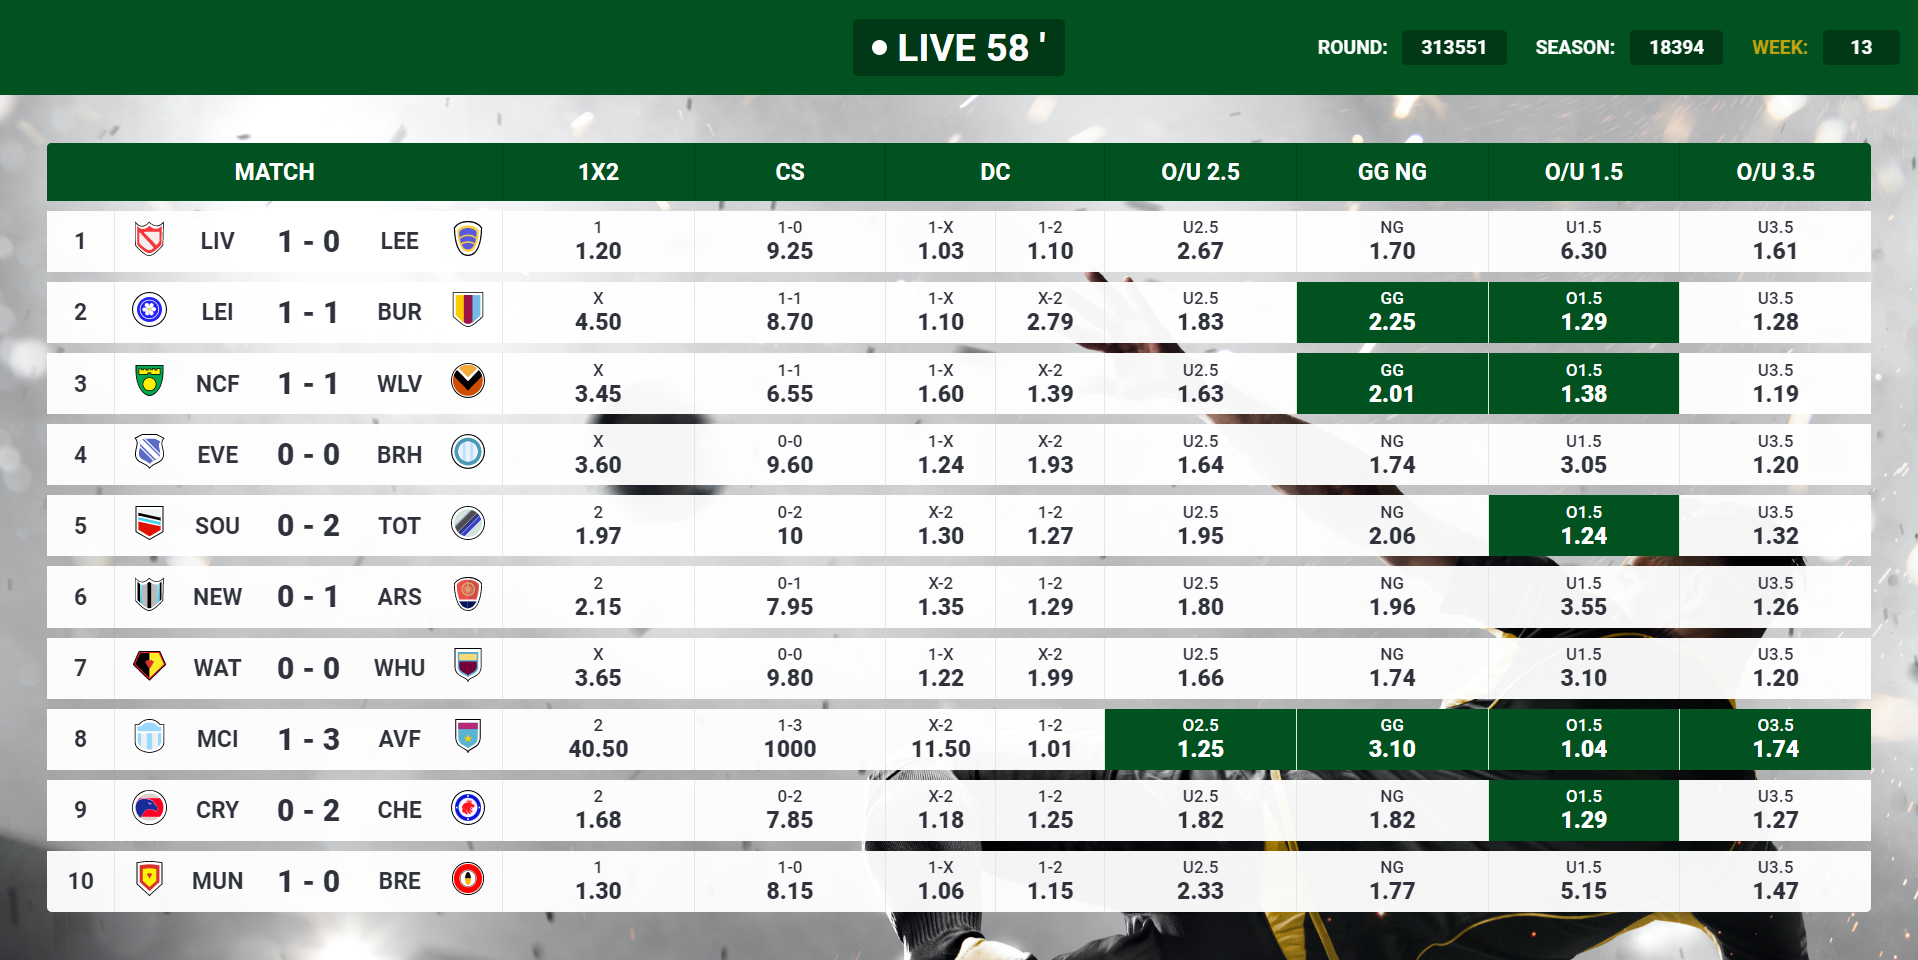 LIVE 58 '
ROUND: 313551 SEASON: 18394 WEEK: 13
MATCH 1X2 CS DC O/U 2.5 GG NG O/U 1.5 O/U 3.5
1 1-0 1-X 1-2 U2.5 NG U1.5 U3.5
1 LIV 1 - 0 LEE 1.20 9.25 1.03 1.10 2.67 1.70 6.30 1.61
X 1-1 1-X X-2 U2.5 GG O1.5 U3.5
2 LEI 1 - 1 BUR 4.50 8.70 1.10 2.79 1.83 2.25 1.29 1.28
X 1-1 1-X X-2 U2.5 GG O1.5 U3.5
3 NCF 1 - 1 WLV 3.45 6.55 1.60 1.39 1.63 2.01 1.38 1.19
X 0-0 1-X X-2 U2.5 NG U1.5 U3.5
4 EVE 0 - 0 BRH 3.60 9.60 1.24 1.93 1.64 1.74 3.05 1.20
2 0-2 X-2 1-2 U2.5 NG O1.5 U3.5
5 SOU 0 - 2 TOT 1.97 10 1.30 1.27 1.95 2.06 1.24 1.32
2 0-1 X-2 1-2 U2.5 NG U1.5 U3.5
6 NEW 0 - 1 ARS 2.15 7.95 1.35 1.29 1.80 1.96 3.55 1.26
X 0-0 1-X X-2 U2.5 NG U1.5 U3.5
7 WAT 0 - 0 WHU 3.65 9.80 1.22 1.99 1.66 1.74 3.10 1.20
2 1-3 X-2 1-2 O2.5 GG O1.5 O3.5
8 MCI 1 - 3 AVF 40.50 1000 11.50 1.01 1.25 3.10 1.04 1.74
2 0-2 X-2 1-2 U2.5 NG O1.5 U3.5
9 CRY 0 - 2 CHE 1.68 7.85 1.18 1.25 1.82 1.82 1.29 1.27
1 1-0 1-X 1-2 U2.5 NG U1.5 U3.5
10 MUN 1 - 0 BRE 1.30 8.15 1.06 1.15 2.33 1.77 5.15 1.47